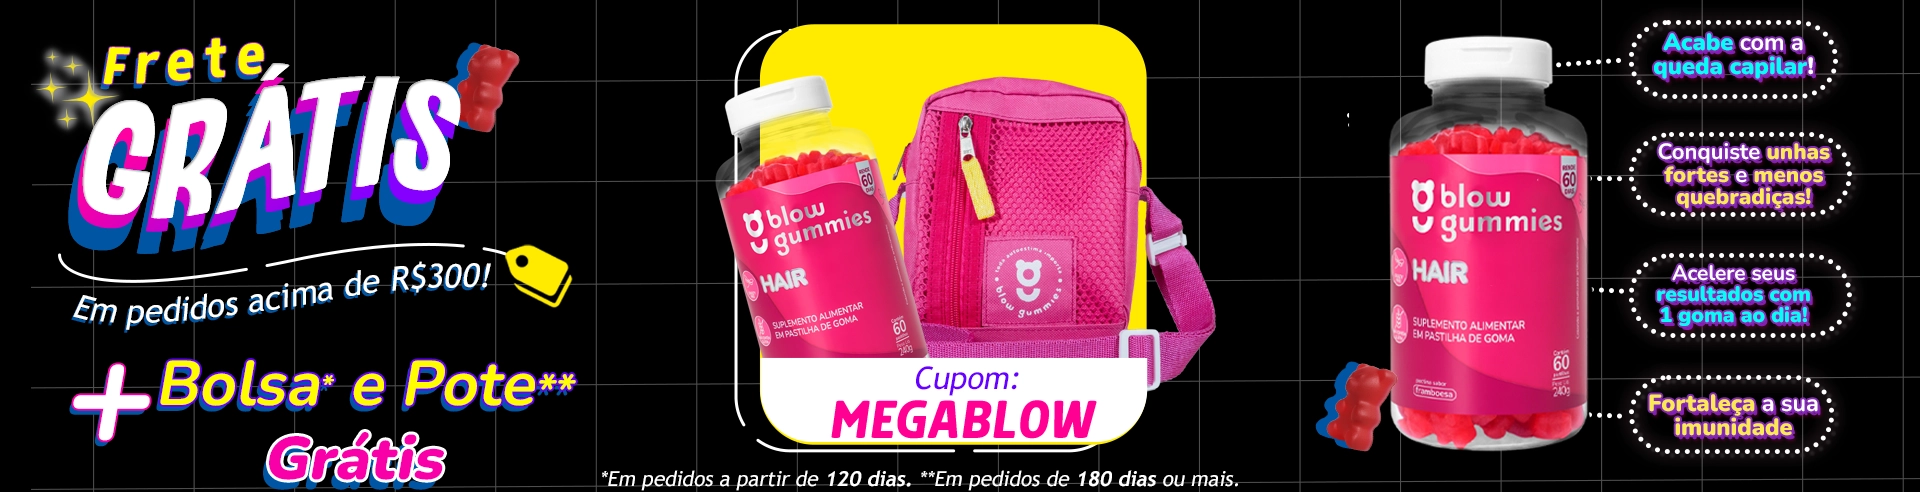 Frete
GRÁTIS
Em pedidos acima de R$300!
+ Bolsa* e Pote**
Grátis
blow
gummies
HAIR
SUPLEMENTO ALIMENTAR
EM PASTILHA DE GOMA
60
240g
blow gummies
Cupom:
MEGABLOW
*Em pedidos a partir de 120 dias. **Em pedidos de 180 dias ou mais.
blow
gummies
60
HAIR
SUPLEMENTO ALIMENTAR
EM PASTILHA DE GOMA
60
240g
framboesa
Acabe com a
queda capilar!
Conquiste unhas
fortes e menos
quebradiças!
Acelere seus
resultados com
1 goma ao dia!
Fortaleça a sua
imunidade